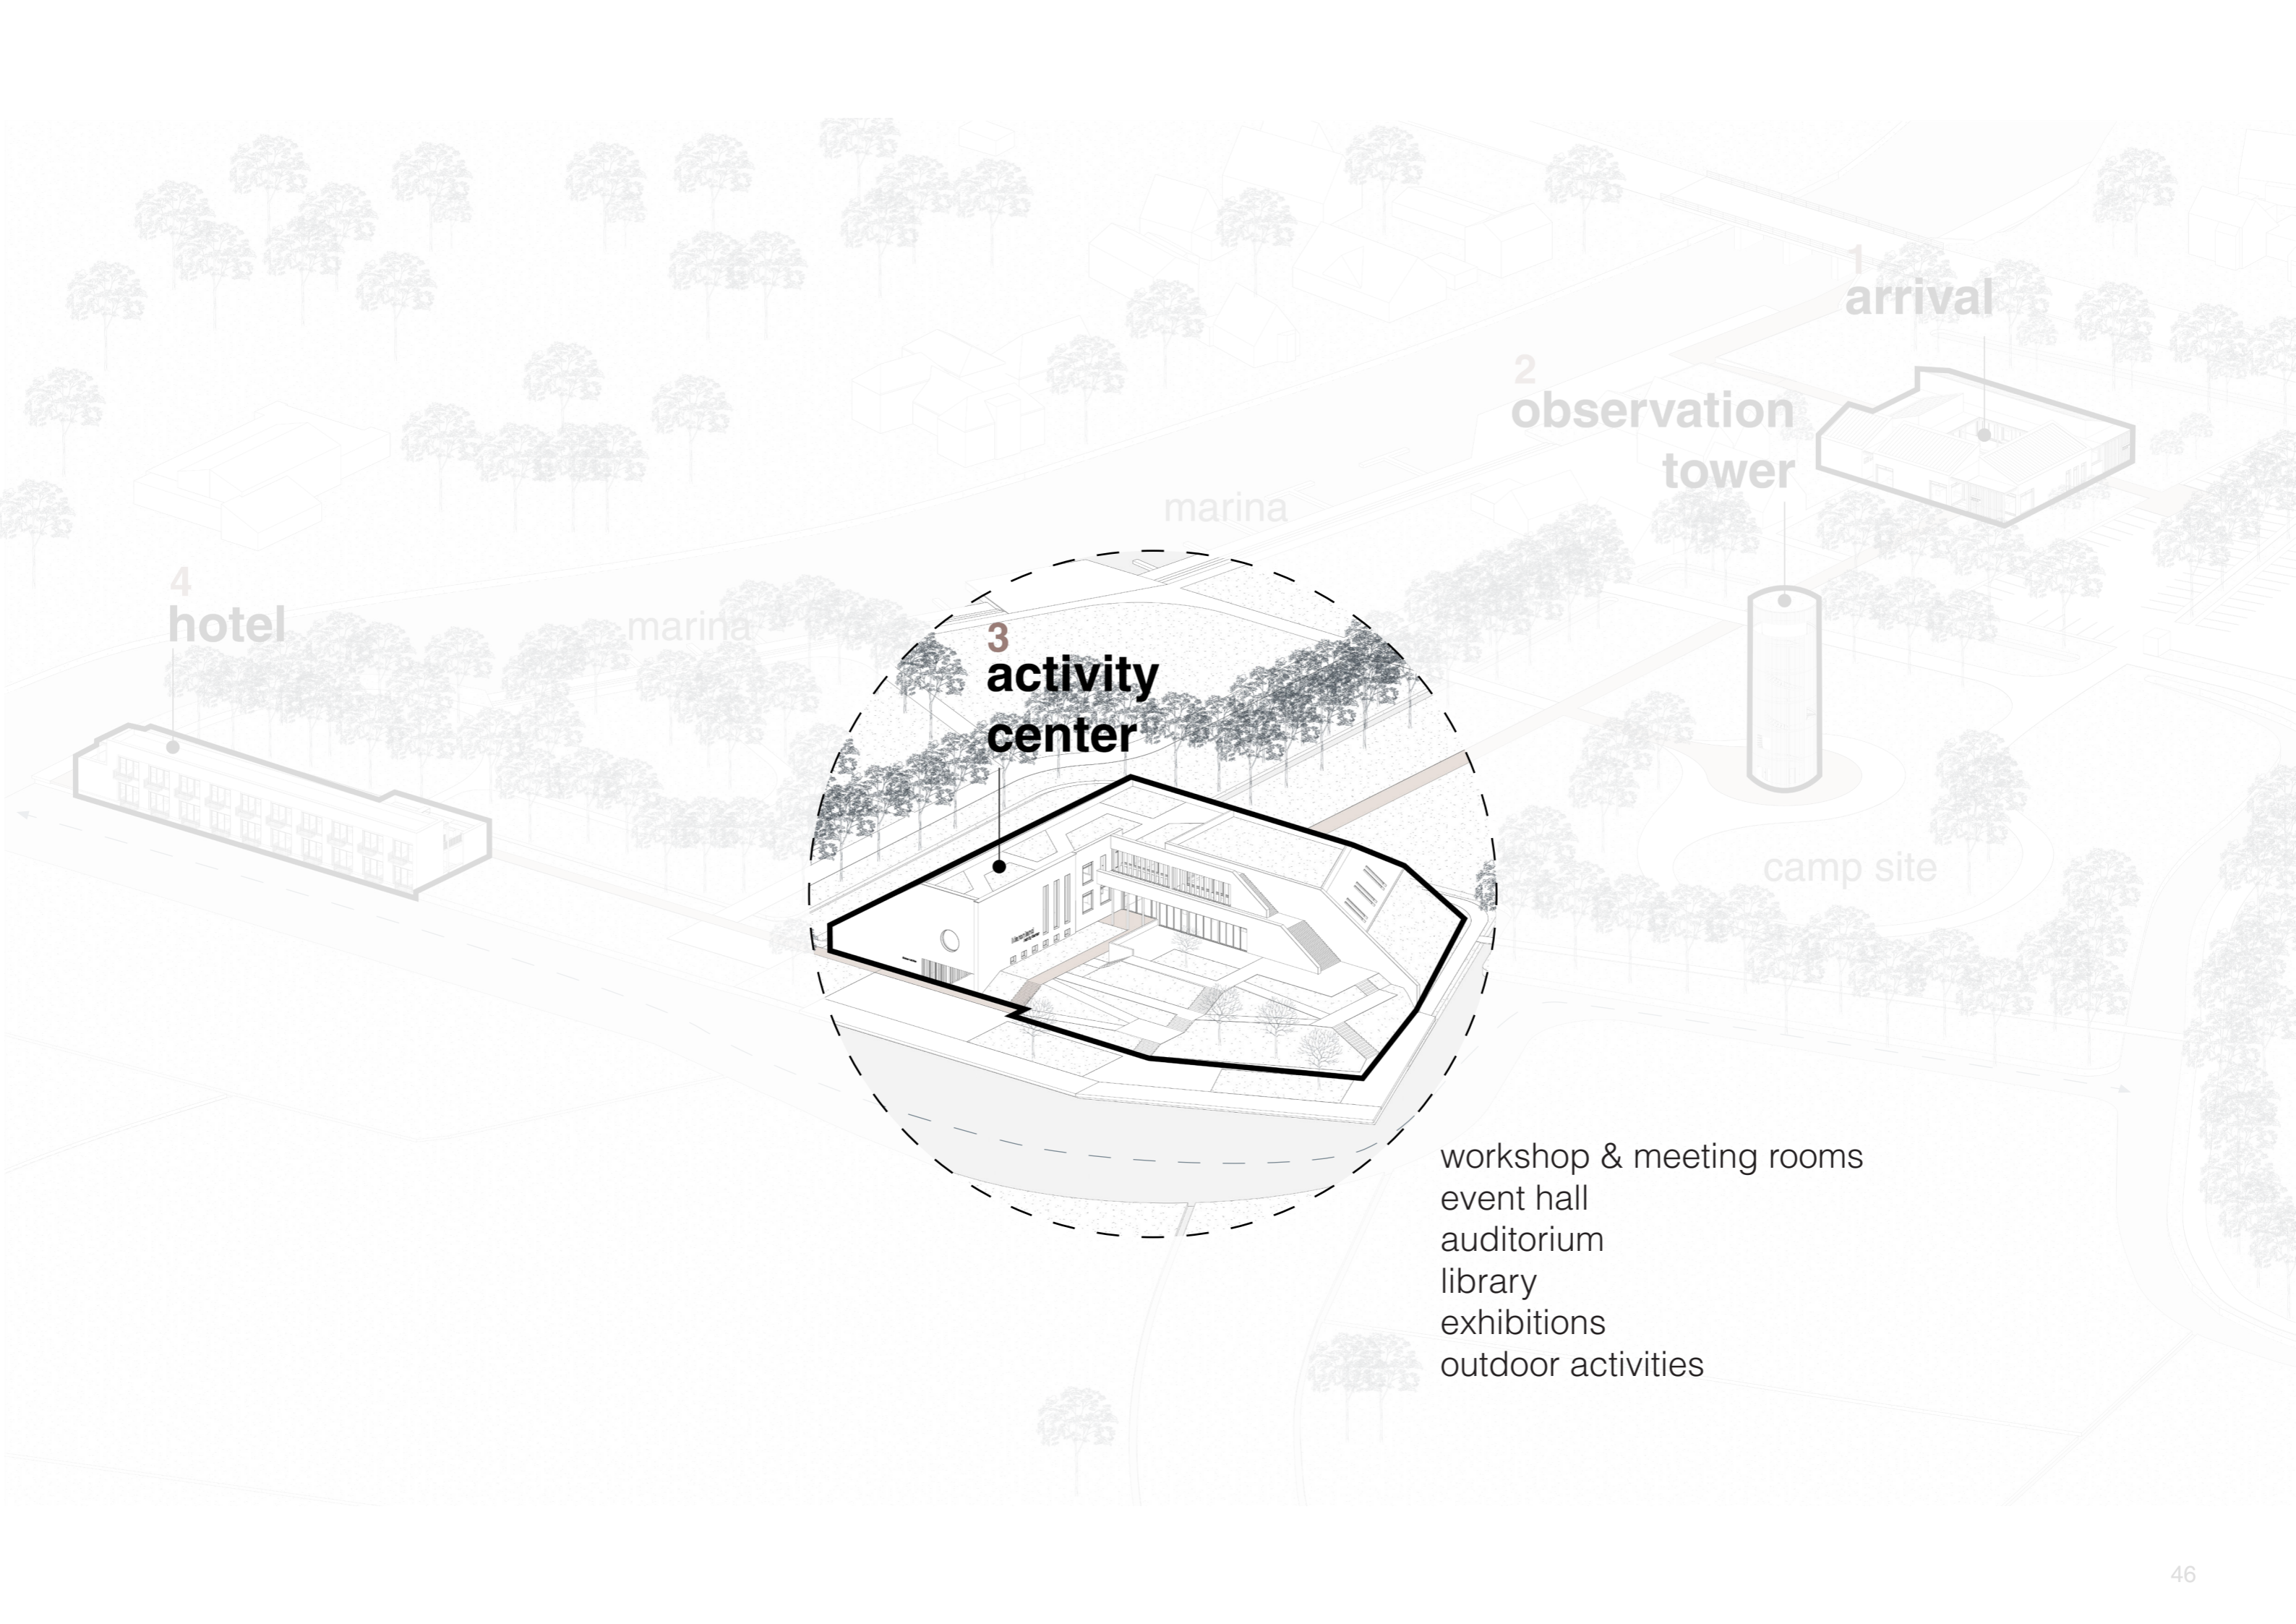 1
arrival
2
observation
tower
marina
4
hotel
marina
3
activity
center
camp site
workshop & meeting rooms
event hall
auditorium
library
exhibitions
outdoor activities
46